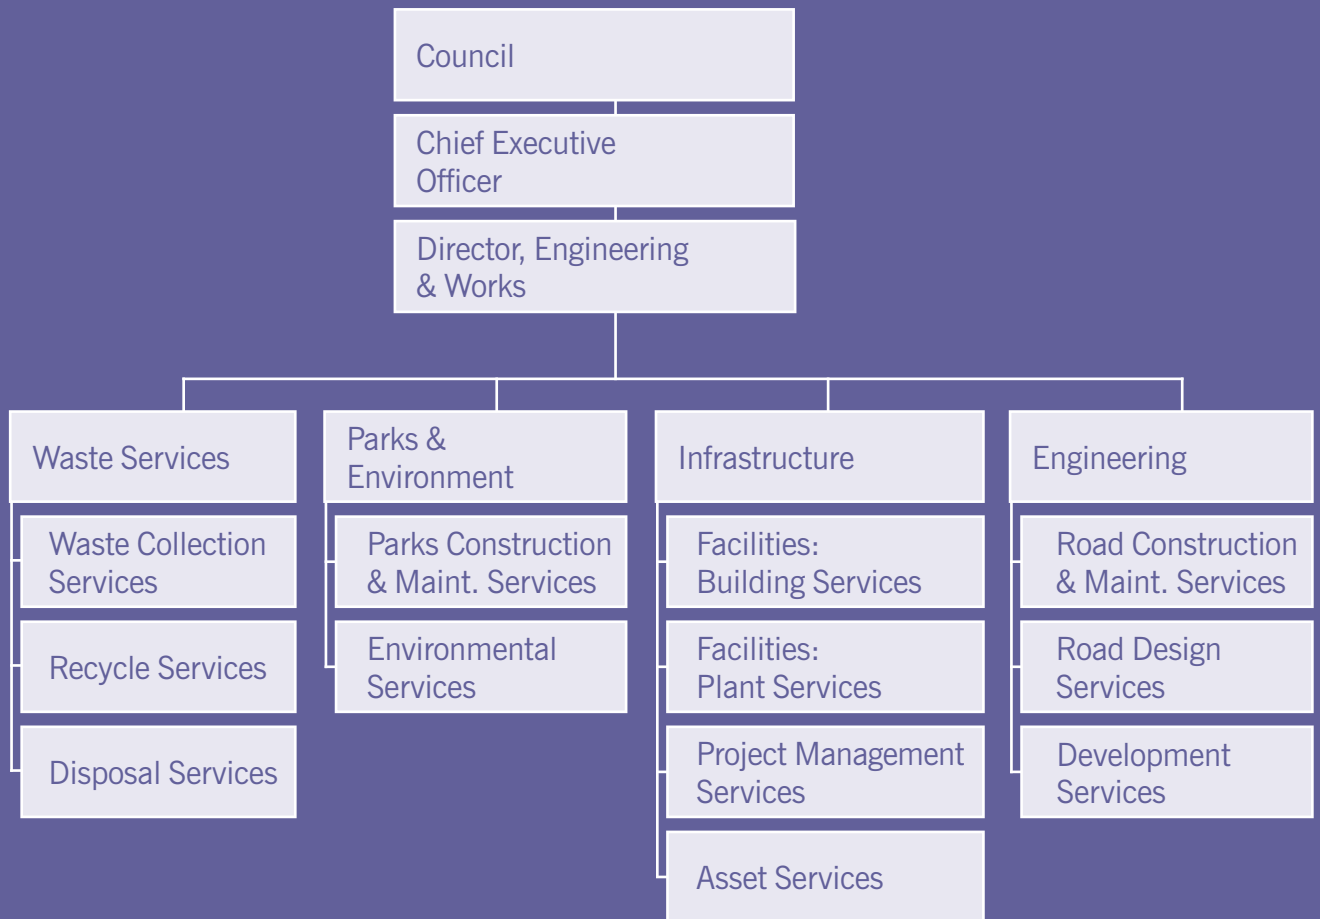 Council
Chief Executive
Officer
Director, Engineering
& Works
Waste Services
Waste Collection
Services
Recycle Services
Disposal Services
Parks &
Environment
Parks Construction
& Maint. Services
Environmental
Services
Infrastructure
Facilities:
Building Services
Facilities:
Plant Services
Project Management
Services
Asset Services
Engineering
Road Construction
& Maint. Services
Road Design
Services
Development
Services